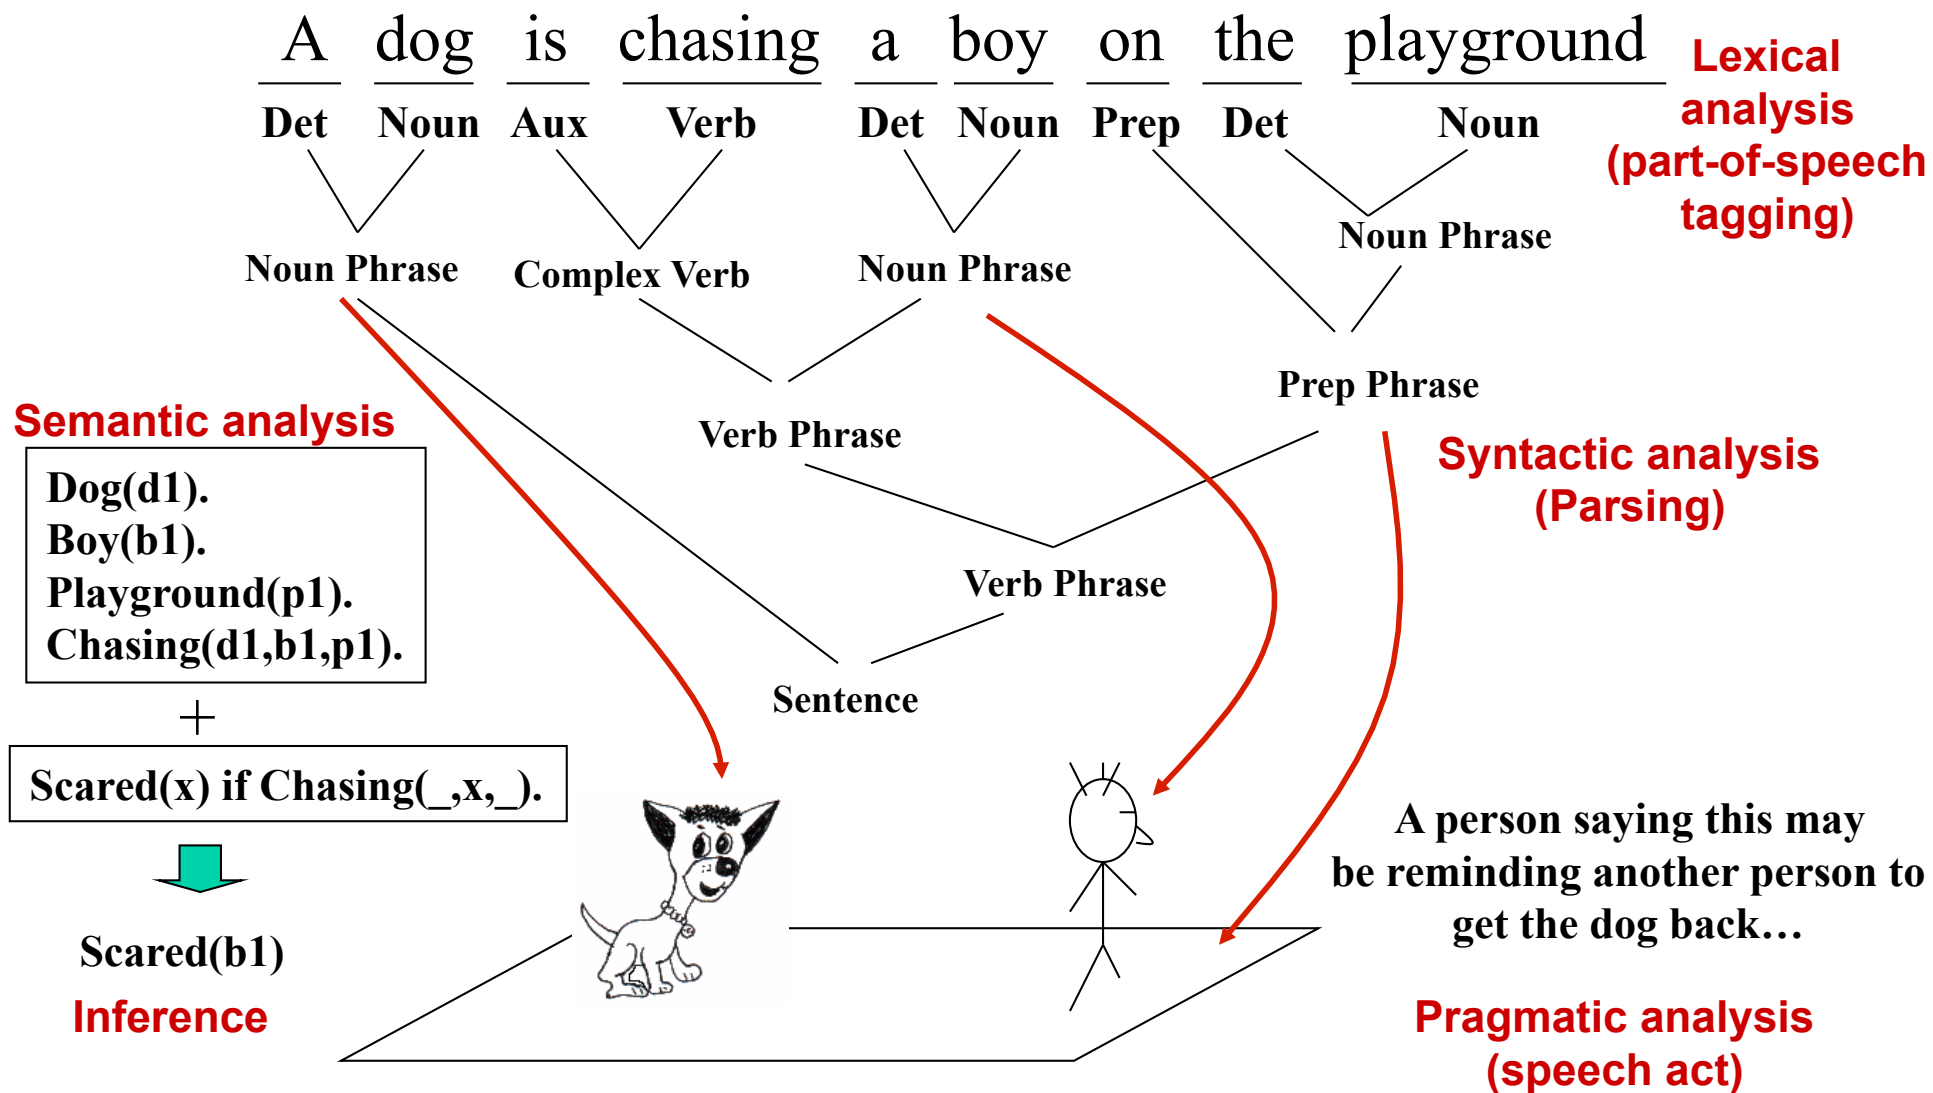 A dog is chasing a boy on the playground
Lexical
analysis
(part-of-speech
tagging)
Det Noun Aux Verb Det Noun Prep Det Noun
Noun Phrase
Noun Phrase Complex Verb Noun Phrase
Prep Phrase
Verb Phrase
Syntactic analysis
(Parsing)
Verb Phrase
Sentence
Semantic analysis
Dog(d1).
Boy(b1).
Playground(p1).
Chasing(d1,b1,p1).
+
Scared(x) if Chasing(_,x,_).
Scared(b1)
Inference
A person saying this may
be reminding another person to
get the dog back…
Pragmatic analysis
(speech act)